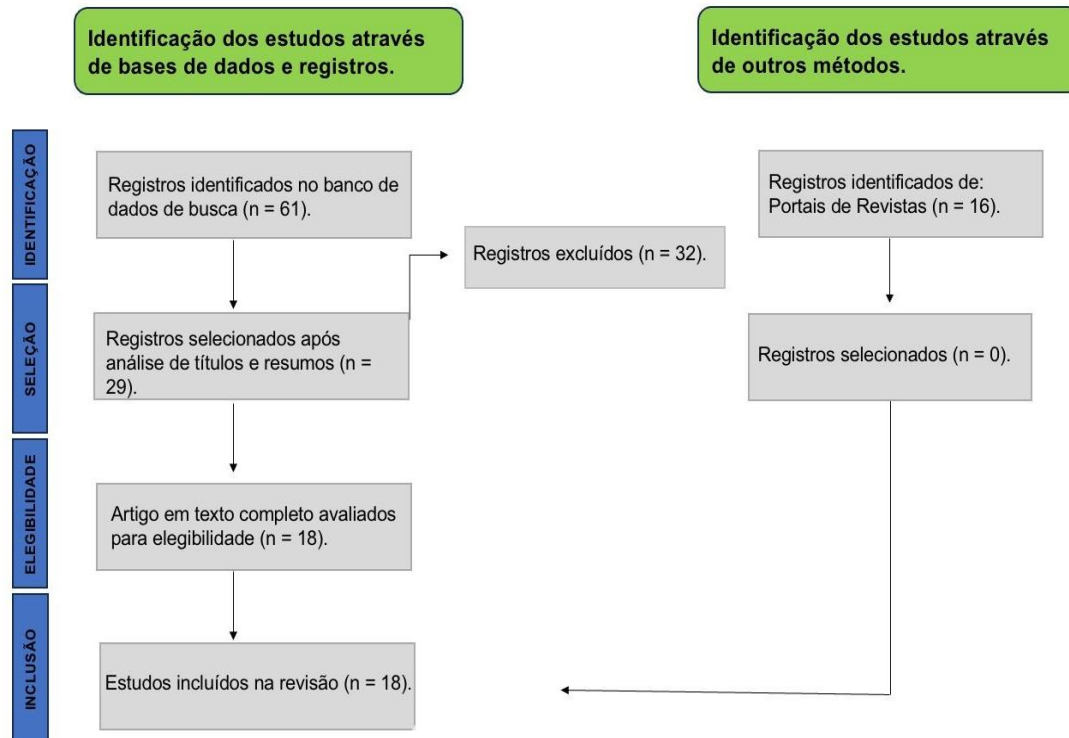 Identificação dos estudos através
de bases de dados e registros.
Identificação dos estudos através
de outros métodos.
IDENTIFICAÇÃO
Registros identificados no banco de
dados de busca (n = 61).
Registros identificados de:
Portais de Revistas (n = 16).
Registros excluídos (n = 32).
SELEÇÃO
Registros selecionados após
análise de títulos e resumos (n =
29).
Registros selecionados (n = 0).
ELEGIBILIDADE
Artigo em texto completo avaliados
para elegibilidade (n = 18).
INCLUSÃO
Estudos incluídos na revisão (n = 18).